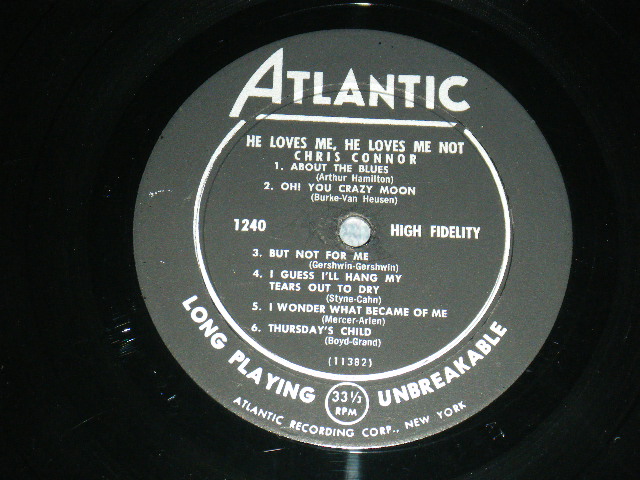 ATLANTIC
HE LOVES ME, HE LOVES ME NOT
CHRIS CONNOR
1. ABOUT THE BLUES
(Arthur Hamilton)
2. OH! YOU CRAZY MOON
(Burke-Van Heusen)
1240
HIGH FIDELITY
3. BUT NOT FOR ME
(Gershwin-Gershwin)
4. I GUESS I'LL HANG MY
TEARS OUT TO DRY
(Styne-Cahn)
5. I WONDER WHAT BECAME OF ME
(Mercer-Arlen)
6. THURSDAY'S CHILD
(Boyd-Grand)
(11382)
LONG PLAYING
33⅓
RPM
UNBREAKABLE
ATLANTIC RECORDING CORP., NEW YORK